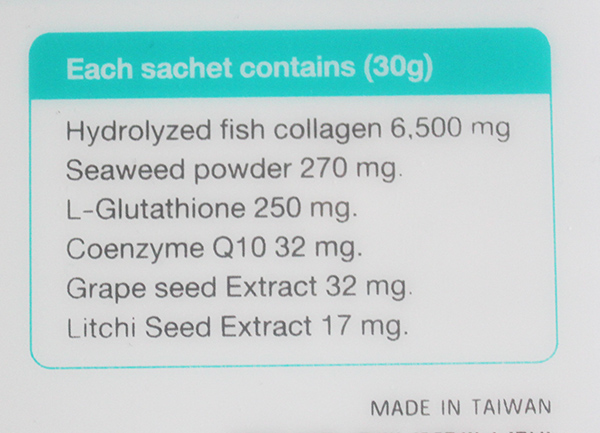 Each sachet contains (30g)
Hydrolyzed fish collagen 6,500 mg
Seaweed powder 270 mg.
L-Glutathione 250 mg.
Coenzyme Q10 32 mg.
Grape seed Extract 32 mg.
Litchi Seed Extract 17 mg.
MADE IN TAIWAN